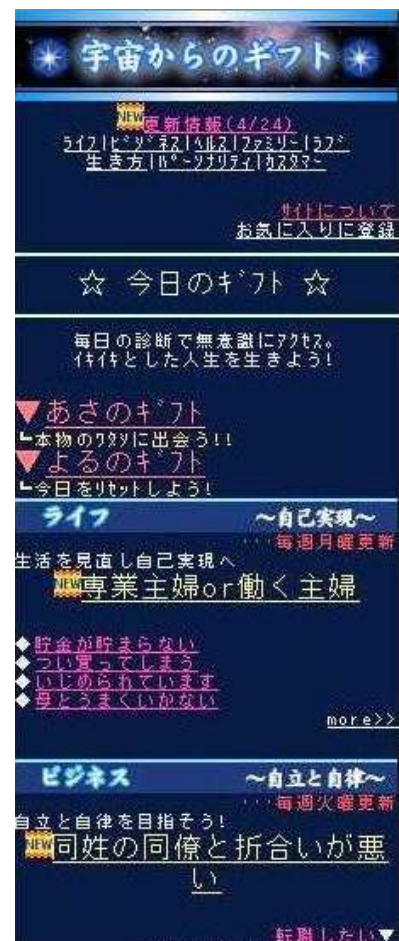 宇宙からのギフト
NEW更新情報(4/24)
ﾗｲﾌ|ﾋﾞｼﾞﾈｽ|ﾍﾙｽ|ﾌｧﾐﾘｰ|ﾗﾌﾞ
生き方|ﾊﾟｰｿﾅﾘﾃｨ|ｶｽﾀﾏｰ
ｻｲﾄについて
お気に入りに登録
☆ 今日のｷﾞﾌﾄ ☆
毎日の診断で無意識にｱｸｾｽ。
ｲｷｲｷとした人生を生きよう!
▼あさのｷﾞﾌﾄ
┗本物のﾜﾀｼに出会う!!
▼よるのｷﾞﾌﾄ
┗今日をﾘｾｯﾄしよう!
ライフ ～自己実現～
･･･毎週月曜更新
生活を見直し自己実現へ
NEW専業主婦or働く主婦
◆貯金が貯まらない
◆つい買ってしまう
◆いじめられています
◆母とうまくいかない
more>>
ビジネス ～自立と自律～
･･･毎週火曜更新
自立と自律を目指そう!
NEW同姓の同僚と折合いが悪
い
転職したい▼